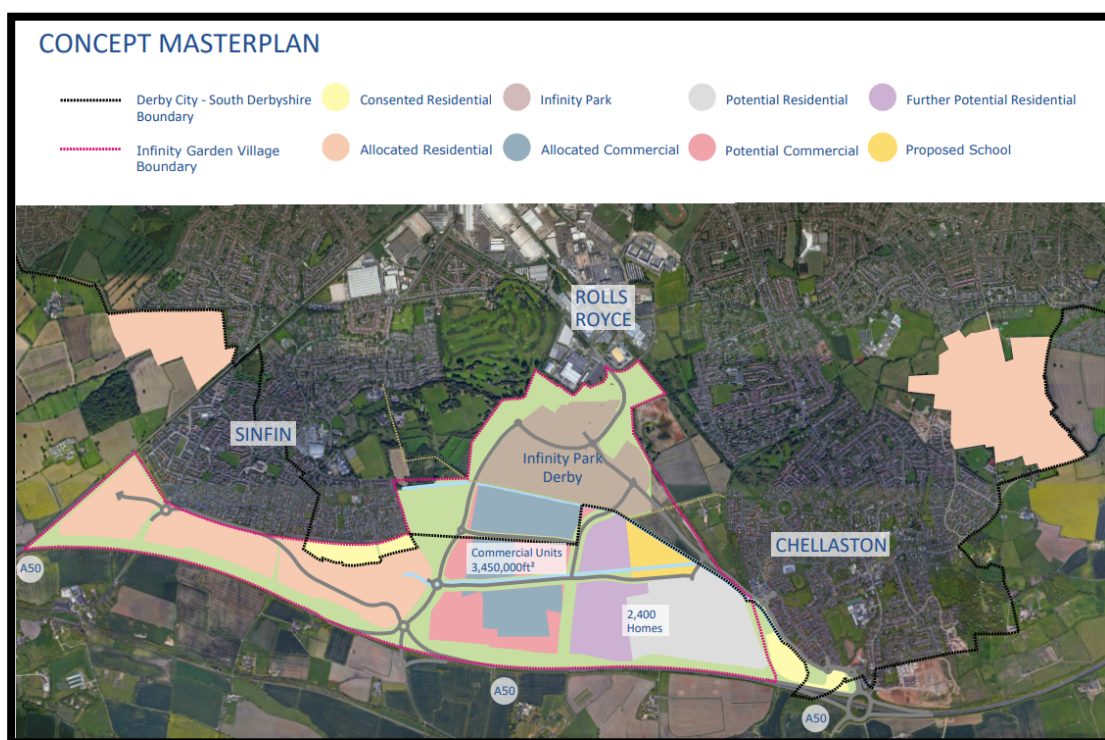 CONCEPT MASTERPLAN
Derby City - South Derbyshire
Boundary
Consented Residential
Infinity Park
Potential Residential
Further Potential Residential
Infinity Garden Village
Boundary
Allocated Residential
Allocated Commercial
Potential Commercial
Proposed School
ROLLS
ROYCE
SINFIN
Infinity Park
Derby
CHELLASTON
Commercial Units
3,450,000ft²
A50
2,400
Homes
A50
A50